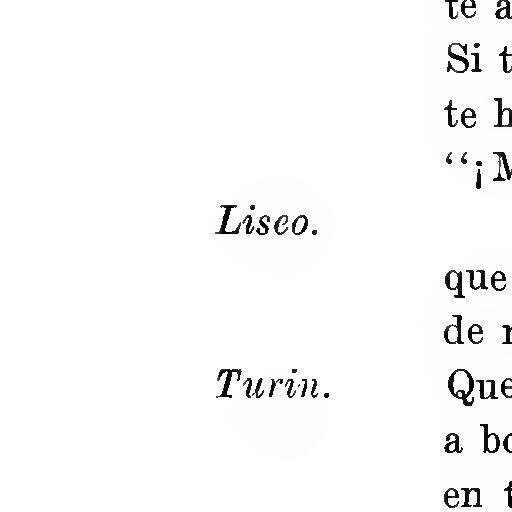 te a
Si t
te h
“¡M
Liseo.
que
de r
Turin. Que
a bo
en t